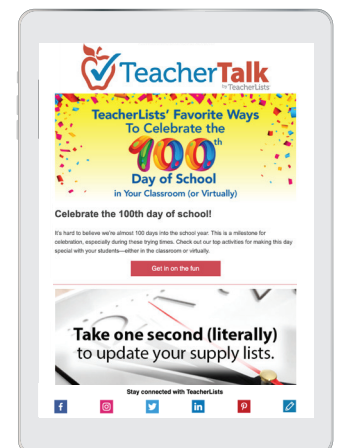 TeacherTalk
by TeacherLists
TeacherLists' Favorite Ways
To Celebrate the
100th
Day of School
in Your Classroom (or Virtually)
Celebrate the 100th day of school!
It's hard to believe we're almost 100 days into the school year. This is a milestone for
celebration, especially during these trying times. Check out our top activities for making this day
special with your students—either in the classroom or virtually.
Get in on the fun
Take one second (literally)
to update your supply lists.
Stay connected with TeacherLists